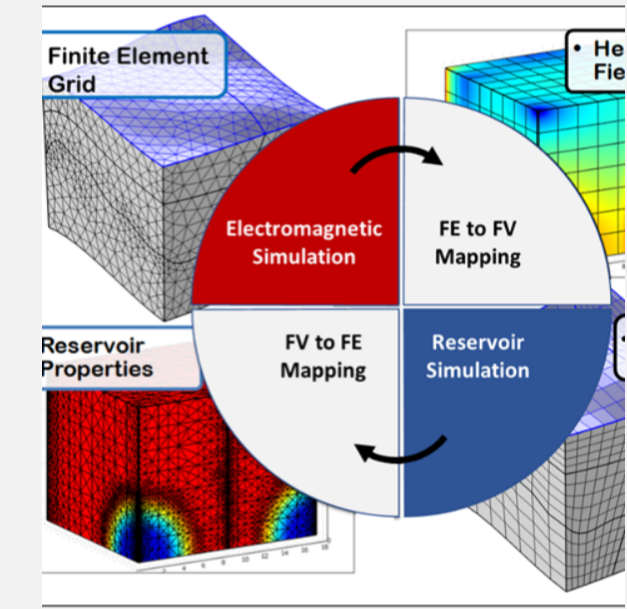 Finite Element
Grid
• He
Fie
Electromagnetic
Simulation
FE to FV
Mapping
FV to FE
Mapping
Reservoir
Simulation
Reservoir
Properties